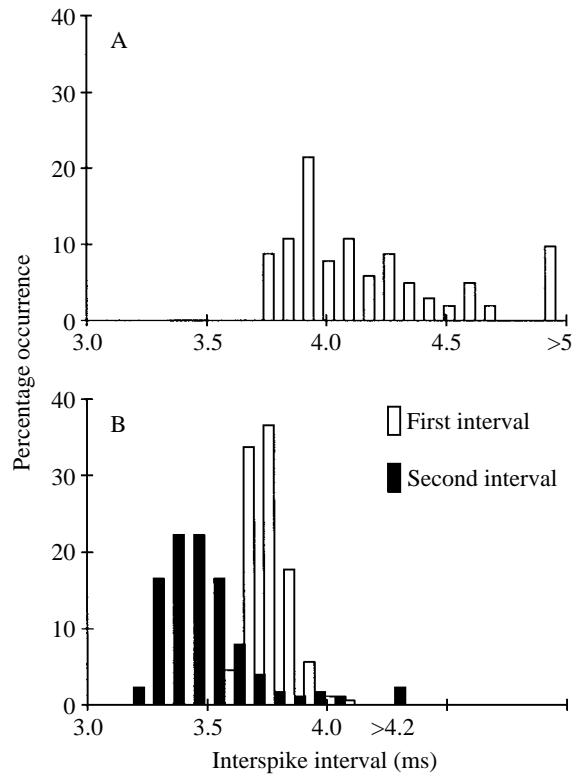 40
A
30
20
10
0
3.0 3.5 4.0 4.5 >5
Percentage occurrence
40
B
First interval
30
Second interval
20
10
0
3.0 3.5 4.0 >4.2
Interspike interval (ms)